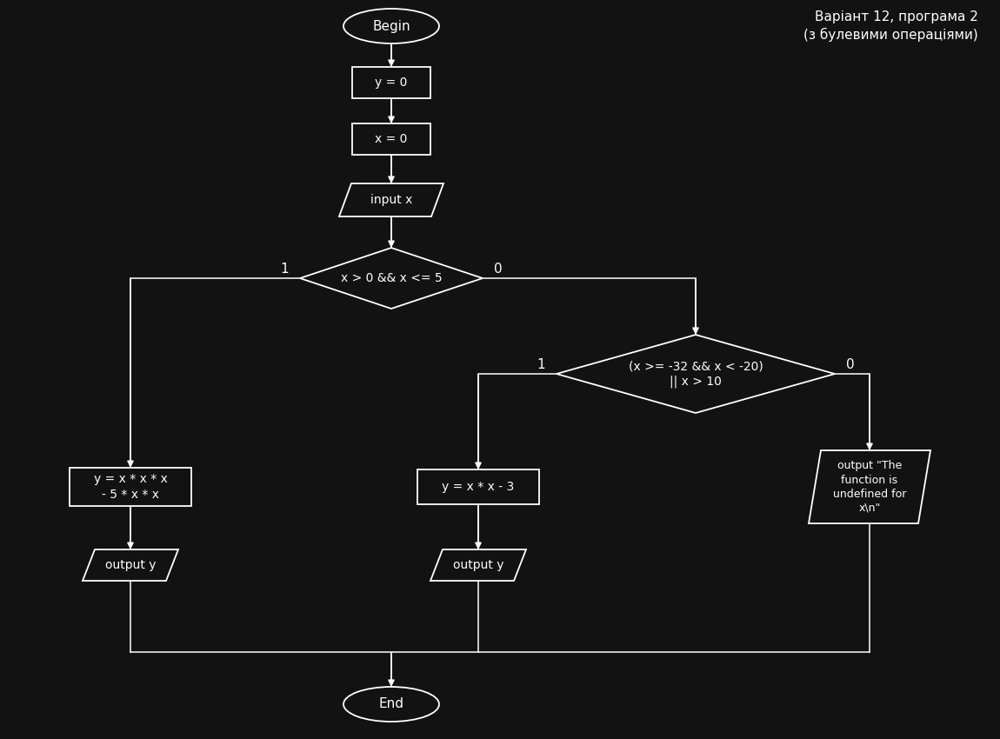 Варіант 12, програма 2
(з булевими операціями)
Begin
y = 0
x = 0
input x
1
x > 0 && x <= 5
0
1
(x >= -32 && x < -20)
|| x > 10
0
y = x * x * x
- 5 * x * x
y = x * x - 3
output "The
function is
undefined for
x\n"
output y
output y
End